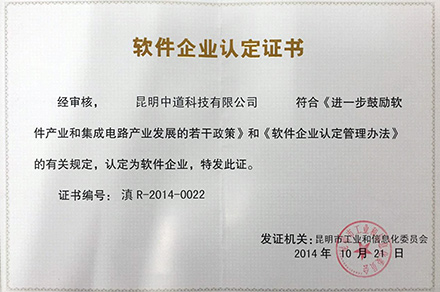 软件企业认定证书
经审核， 昆明中道科技有限公司 符合《进一步鼓励软
件产业和集成电路产业发展的若干政策》和《软件企业认定管理办法》
的有关规定，认定为软件企业，特发此证。
证书编号： 滇 R-2014-0022
发证机关：昆明市工业和信息化委员会
2014 年 10 月 21 日